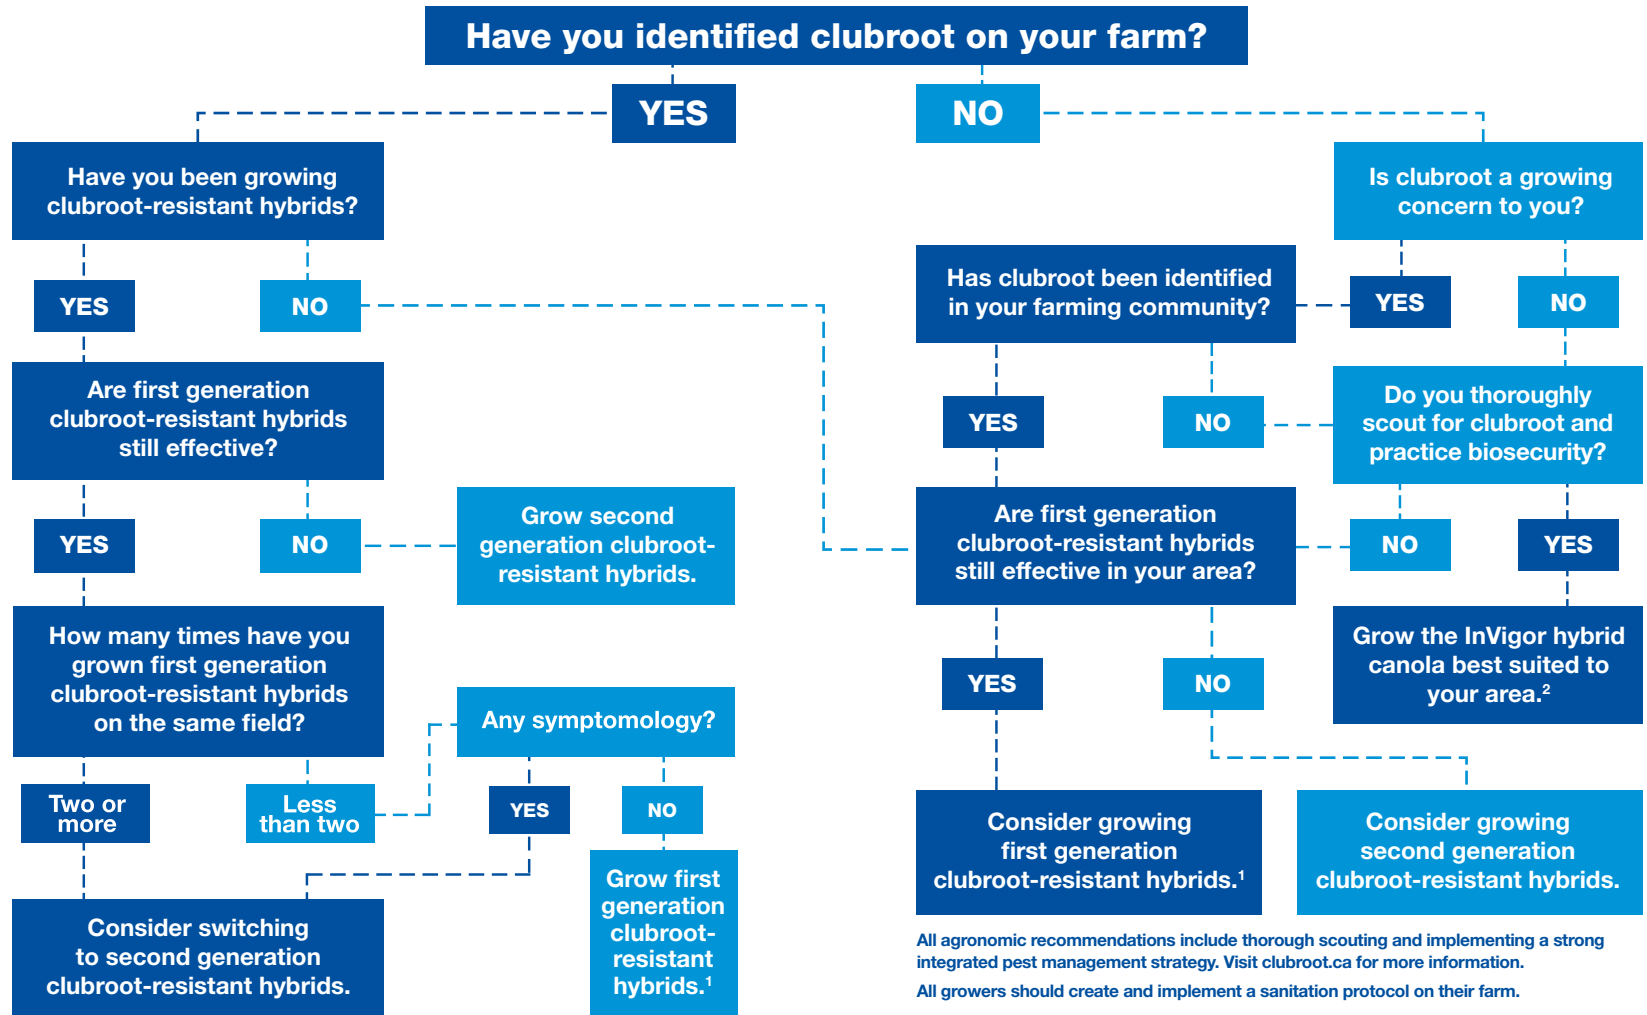 Have you identified clubroot on your farm?
YES
NO
Have you been growing
clubroot-resistant hybrids?
YES
NO
Are first generation
clubroot-resistant hybrids
still effective?
YES
NO
Grow second
generation clubroot-
resistant hybrids.
How many times have you
grown first generation
clubroot-resistant hybrids
on the same field?
Two or
more
Less
than two
Any symptomology?
YES
NO
Grow first
generation
clubroot-
resistant
hybrids.¹
Consider switching
to second generation
clubroot-resistant hybrids.
Is clubroot a growing
concern to you?
YES
NO
Has clubroot been identified
in your farming community?
YES
NO
Do you thoroughly
scout for clubroot and
practice biosecurity?
NO
YES
Are first generation
clubroot-resistant hybrids
still effective in your area?
YES
NO
Grow the InVigor hybrid
canola best suited to
your area.²
Consider growing
first generation
clubroot-resistant hybrids.¹
Consider growing
second generation
clubroot-resistant hybrids.
All agronomic recommendations include thorough scouting and implementing a strong
integrated pest management strategy. Visit clubroot.ca for more information.
All growers should create and implement a sanitation protocol on their farm.